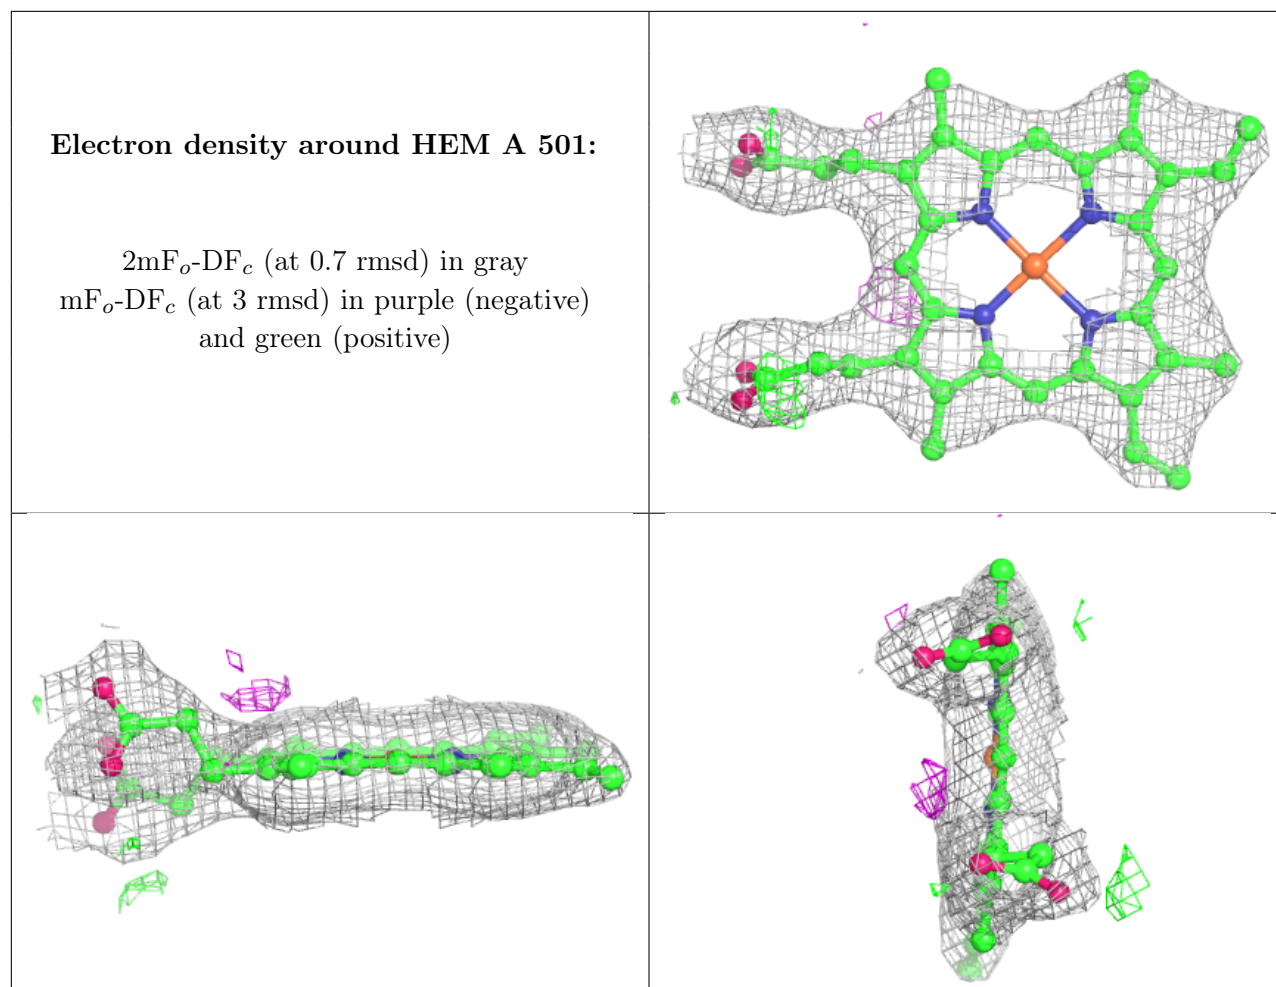 Electron density around HEM A 501:
2mFₒ-DF𝒸 (at 0.7 rmsd) in gray
mFₒ-DF𝒸 (at 3 rmsd) in purple (negative)
and green (positive)